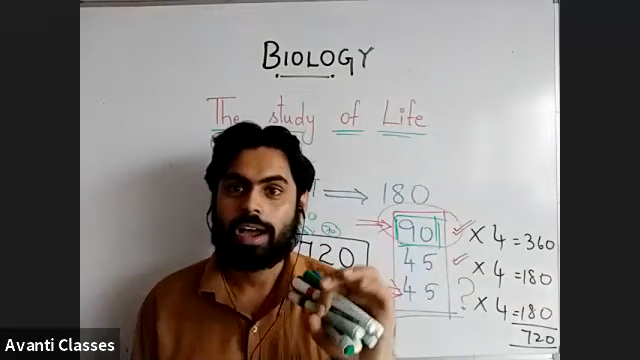 BIOLOGY
The study of Life
T ⇒ 180
90 × 4 = 360
720
45 × 4 = 180
45 ? × 4 = 180
720
Avanti Classes